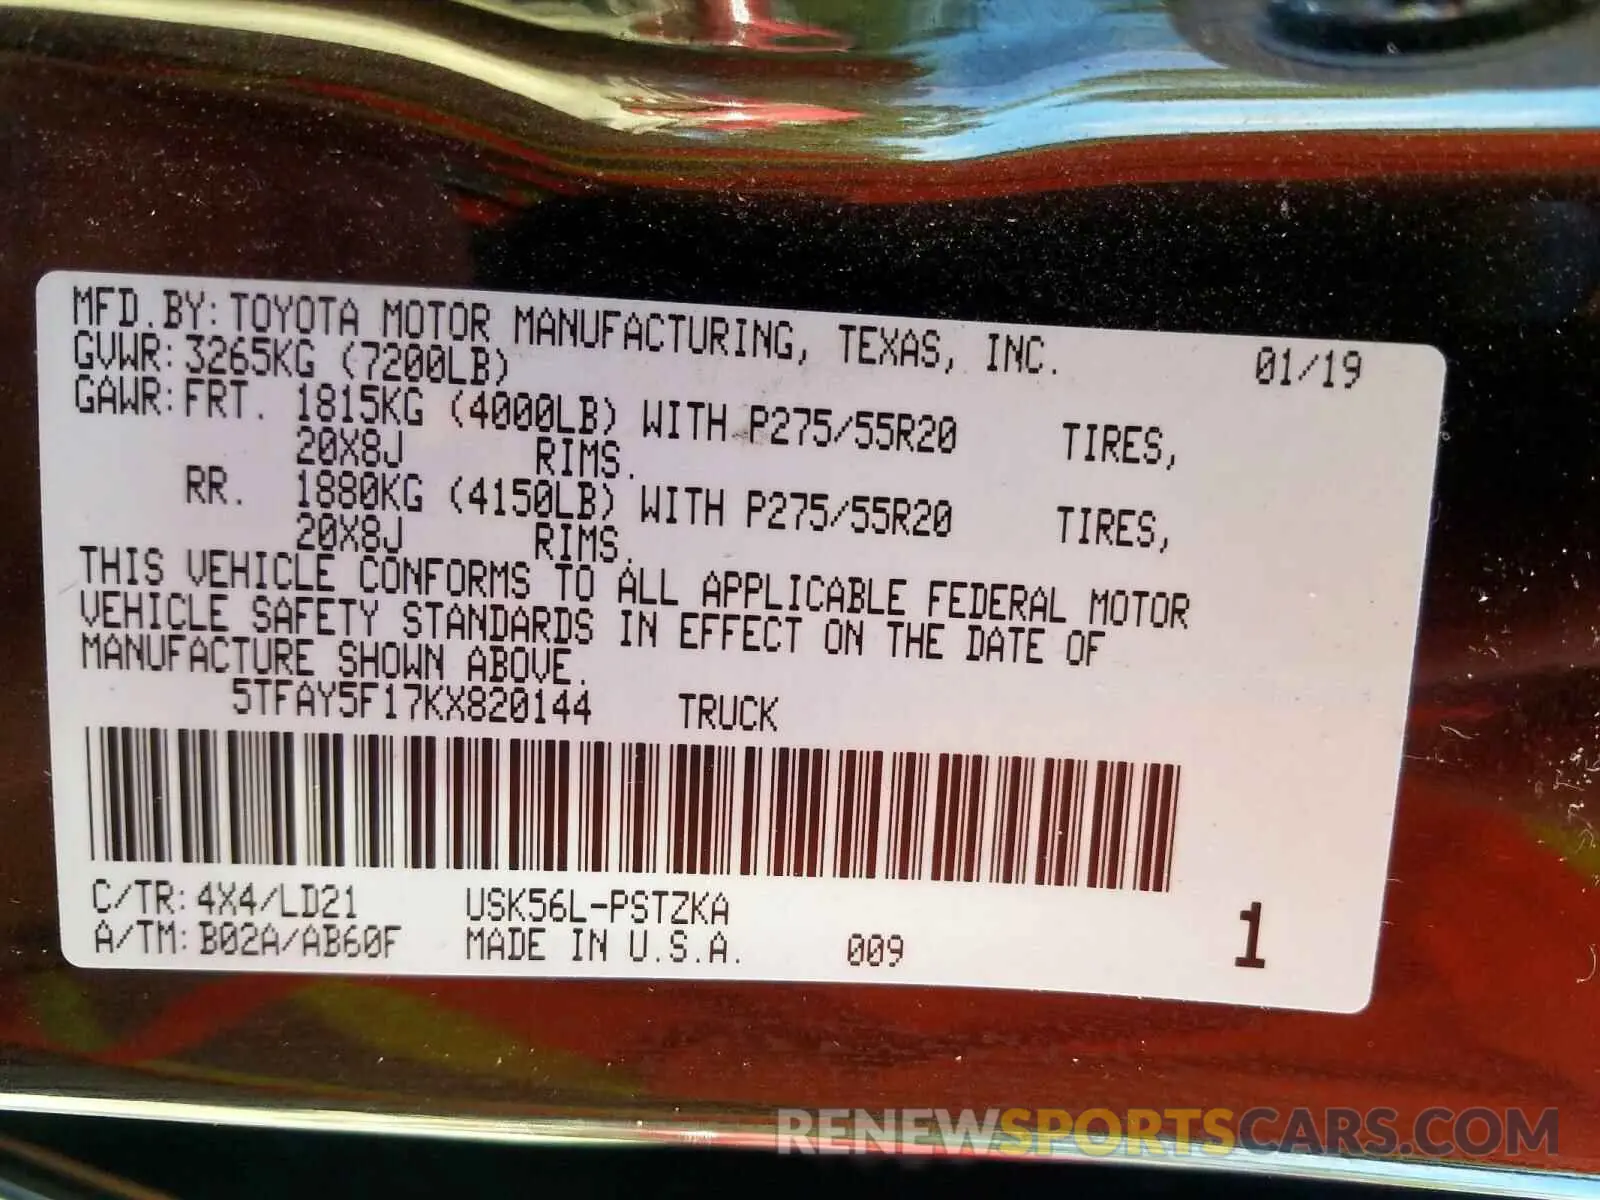 MFD.BY: TOYOTA MOTOR MANUFACTURING, TEXAS, INC. 01/19
GVWR: 3265KG (7200LB)
GAWR: FRT. 1815KG (4000LB) WITH P275/55R20 TIRES,
20X8J RIMS.
RR. 1880KG (4150LB) WITH P275/55R20 TIRES,
20X8J RIMS.
THIS VEHICLE CONFORMS TO ALL APPLICABLE FEDERAL MOTOR
VEHICLE SAFETY STANDARDS IN EFFECT ON THE DATE OF
MANUFACTURE SHOWN ABOVE.
5TFAY5F17KX820144 TRUCK
C/TR: 4X4/LD21 USK56L-PSTZKA
A/TM: B02A/AB60F MADE IN U.S.A. 009 1
RENEWSPORTSCARS.COM